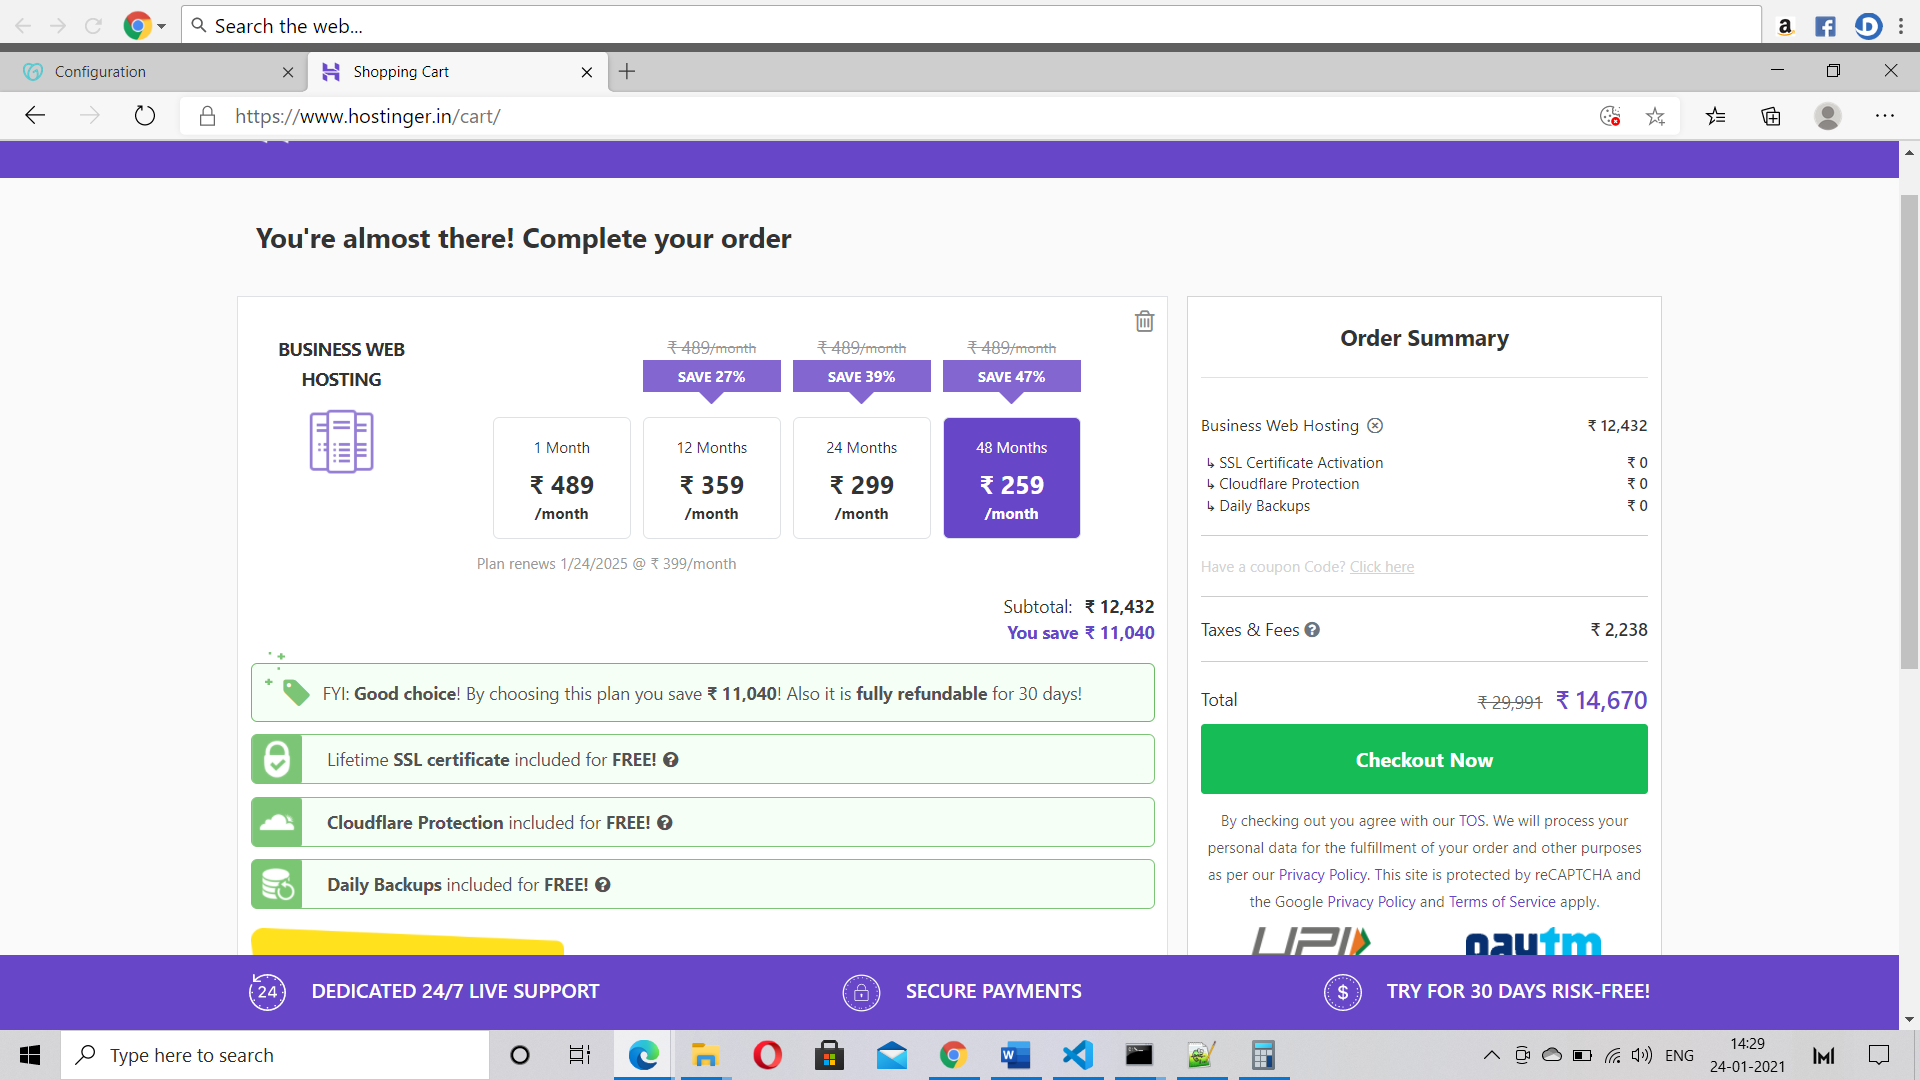 Search the web...
Configuration
Shopping Cart
https://www.hostinger.in/cart/
You're almost there! Complete your order
BUSINESS WEB
HOSTING
₹ 489/month
₹ 489/month
₹ 489/month
SAVE 27%
SAVE 39%
SAVE 47%
1 Month
₹ 489
/month
12 Months
₹ 359
/month
24 Months
₹ 299
/month
48 Months
₹ 259
/month
Plan renews 1/24/2025 @ ₹ 399/month
Subtotal: ₹ 12,432
You save ₹ 11,040
FYI: Good choice! By choosing this plan you save ₹ 11,040! Also it is fully refundable for 30 days!
Lifetime SSL certificate included for FREE!
Cloudflare Protection included for FREE!
Daily Backups included for FREE!
Order Summary
Business Web Hosting ₹ 12,432
↳ SSL Certificate Activation ₹ 0
↳ Cloudflare Protection ₹ 0
↳ Daily Backups ₹ 0
Have a coupon Code? Click here
Taxes & Fees ₹ 2,238
Total ₹ 29,991 ₹ 14,670
Checkout Now
By checking out you agree with our TOS. We will process your
personal data for the fulfillment of your order and other purposes
as per our Privacy Policy. This site is protected by reCAPTCHA and
the Google Privacy Policy and Terms of Service apply.
UPI
paytm
24 DEDICATED 24/7 LIVE SUPPORT
SECURE PAYMENTS
$ TRY FOR 30 DAYS RISK-FREE!
Type here to search
ENG
14:29
24-01-2021